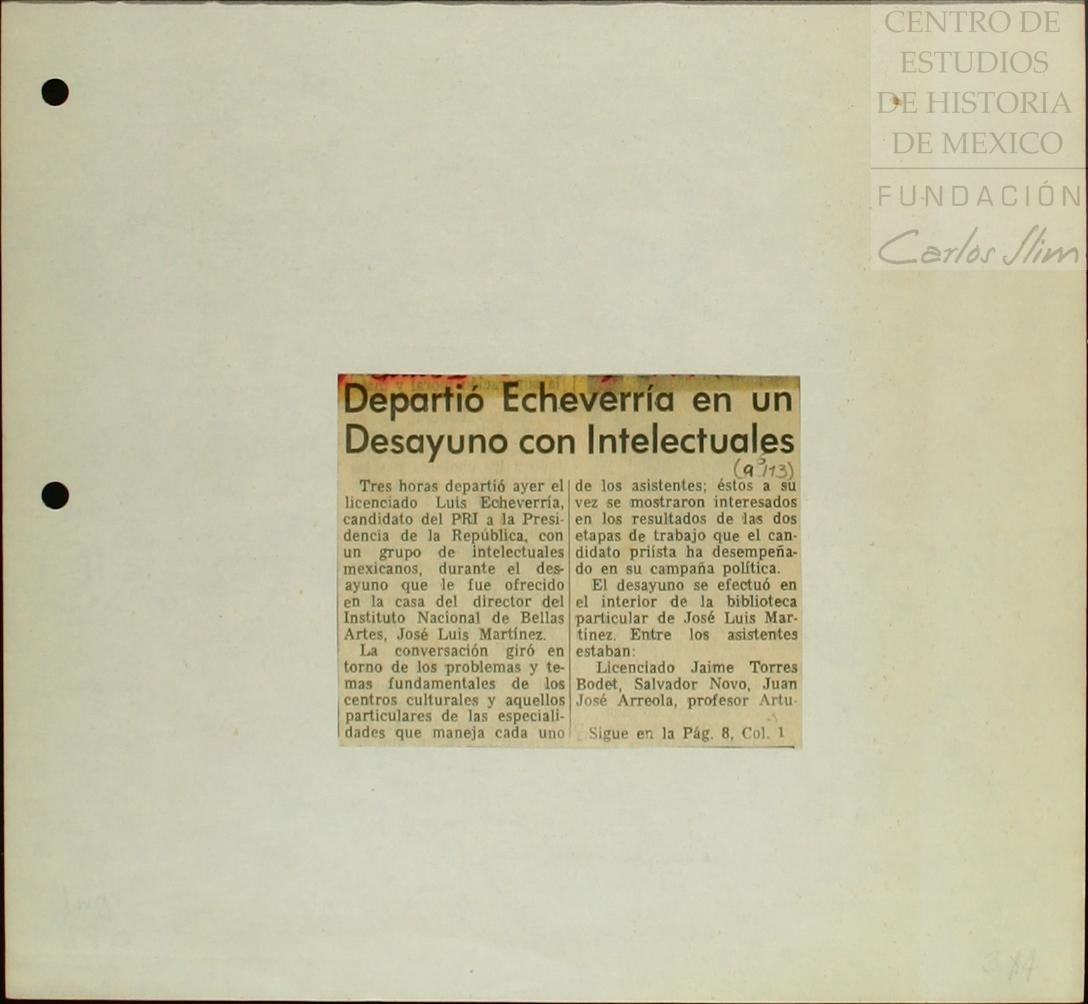 CENTRO DE
ESTUDIOS
DE HISTORIA
DE MEXICO
FUNDACIÓN
Carlos Slim
Departió Echeverría en un
Desayuno con Intelectuales
Tres horas departió ayer el
licenciado Luis Echeverría,
candidato del PRI a la Presi-
dencia de la República, con
un grupo de intelectuales
mexicanos, durante el des-
ayuno que le fue ofrecido
en la casa del director del
Instituto Nacional de Bellas
Artes, José Luis Martínez.
La conversación giró en
torno de los problemas y te-
mas fundamentales de los
centros culturales y aquellos
particulares de las especiali-
dades que maneja cada uno
de los asistentes; éstos a su
vez se mostraron interesados
en los resultados de las dos
etapas de trabajo que el can-
didato priísta ha desempeña-
do en su campaña política.
El desayuno se efectuó en
el interior de la biblioteca
particular de José Luis Mar-
tínez. Entre los asistentes
estaban:
Licenciado Jaime Torres
Bodet, Salvador Novo, Juan
José Arreola, profesor Artu-
Sigue en la Pág. 8, Col. 1